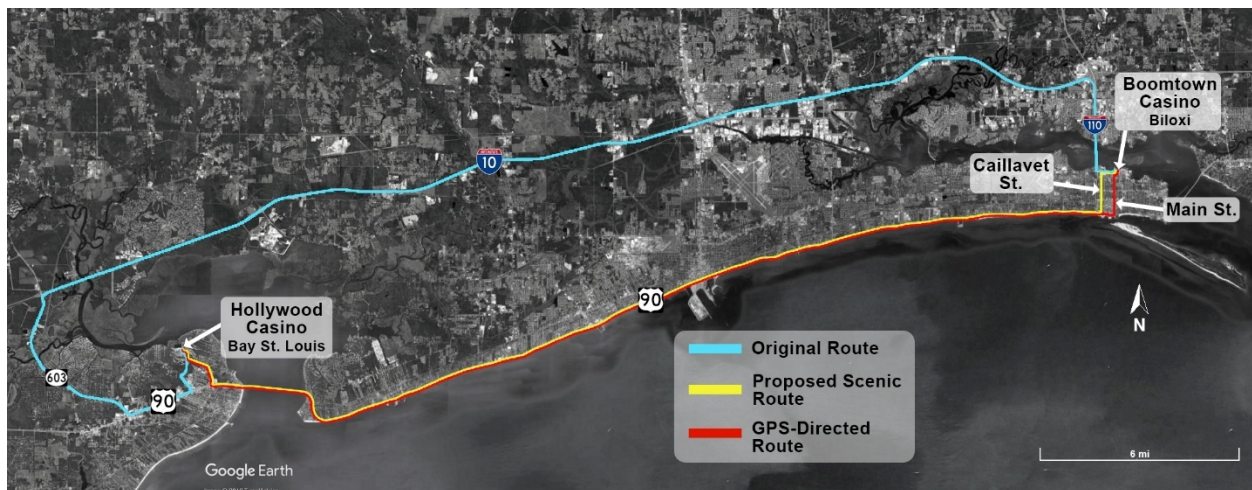 Boomtown
Casino
Biloxi
INTERSTATE
10
110
Caillavet
St.
Main St.
90
Hollywood
Casino
Bay St. Louis
N
603
90
Original Route
Proposed Scenic
Route
GPS-Directed
Route
6 mi
Google Earth